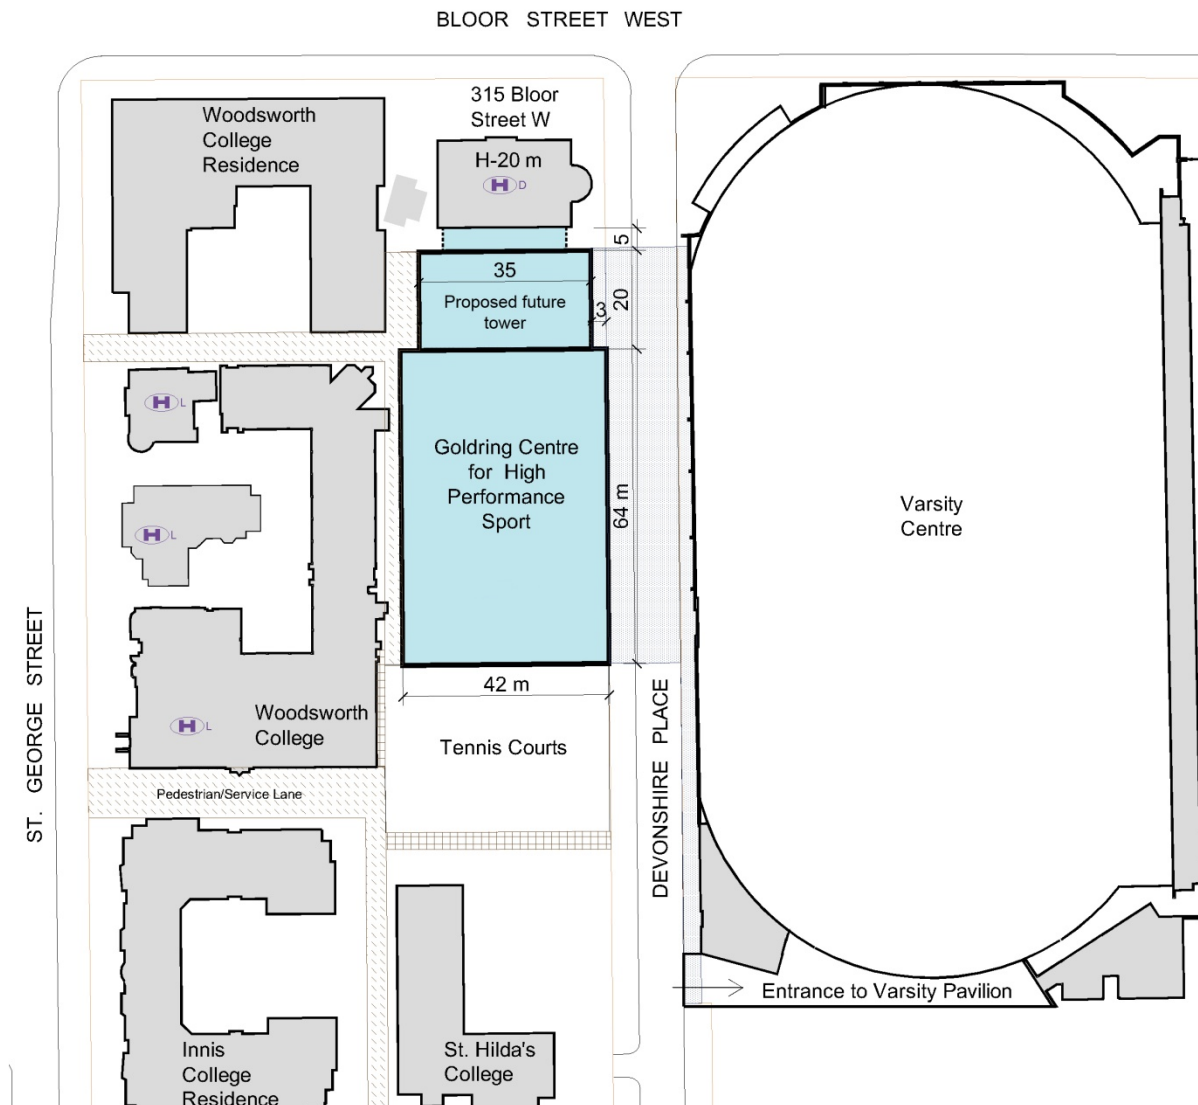 BLOOR STREET WEST
315 Bloor
Street W
Woodsworth
College
Residence
H-20 m
H D
5
35
20
Proposed future
tower
3
H L
Goldring Centre
for High
Performance
Sport
64 m
Varsity
Centre
H L
ST. GEORGE STREET
42 m
DEVONSHIRE PLACE
H L
Woodsworth
College
Tennis Courts
Pedestrian/Service Lane
Entrance to Varsity Pavilion
Innis
College
Residence
St. Hilda's
College